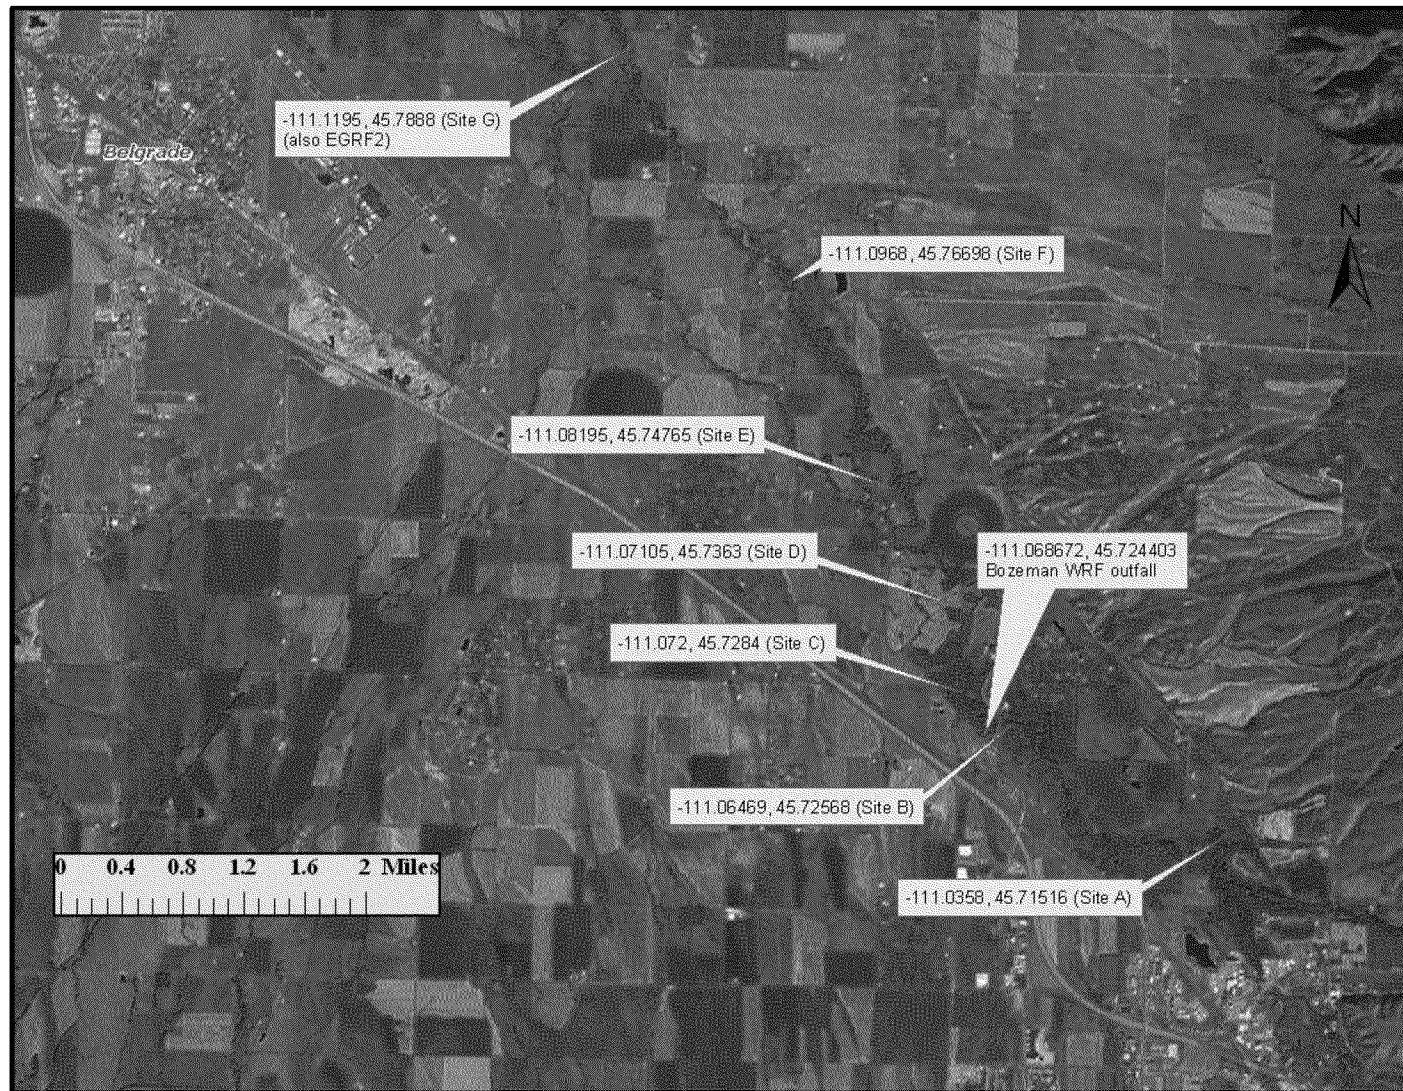 -111.1195, 45.7888 (Site G)
(also EGRF2)
Belgrade
N
-111.0968, 45.76698 (Site F)
-111.08195, 45.74765 (Site E)
-111.07105, 45.7363 (Site D)
-111.068672, 45.724403
Bozeman WRF outfall
-111.072, 45.7284 (Site C)
-111.06469, 45.72568 (Site B)
0 0.4 0.8 1.2 1.6 2 Miles
-111.0358, 45.71516 (Site A)